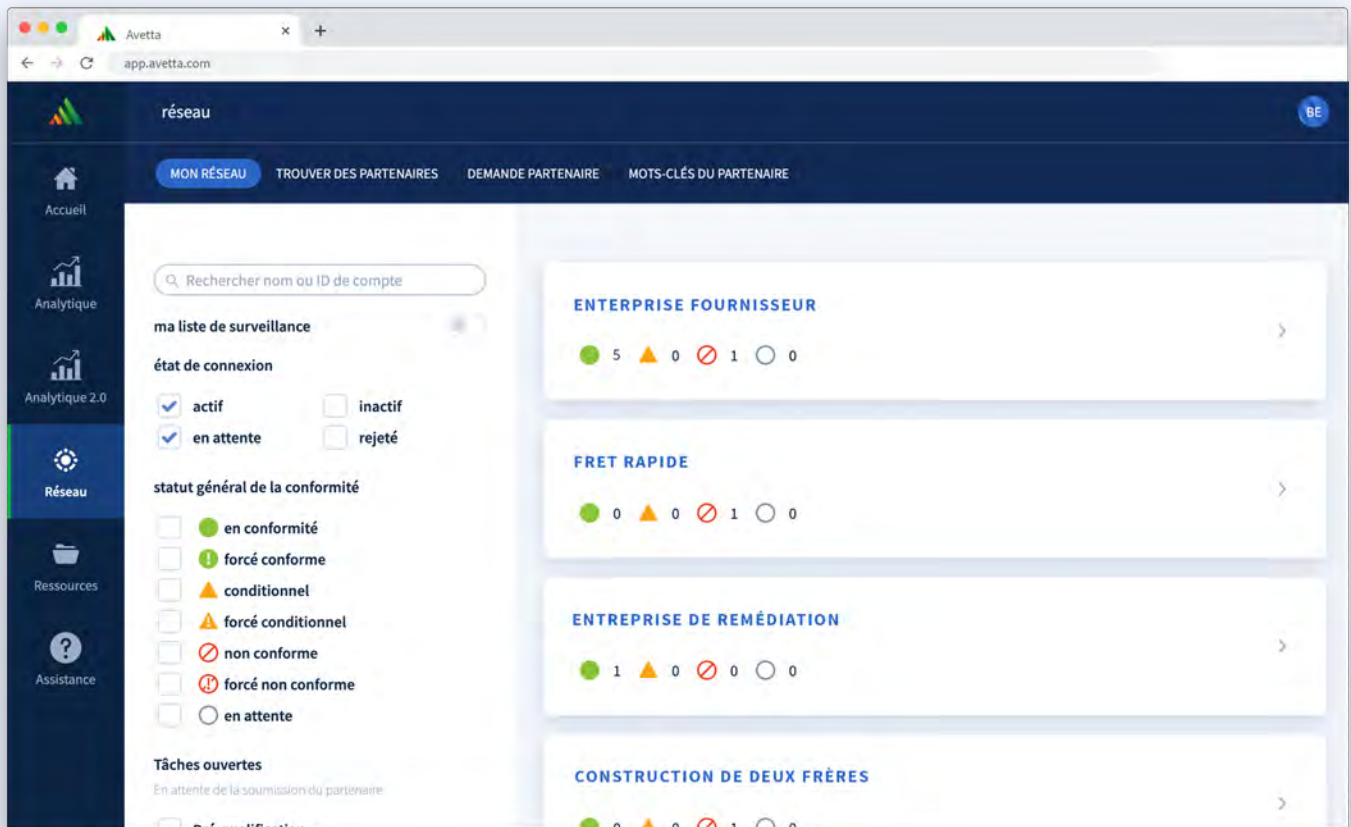 Avetta
app.avetta.com
réseau
BE
MON RÉSEAU TROUVER DES PARTENAIRES DEMANDE PARTENAIRE MOTS-CLÉS DU PARTENAIRE
Accueil
Analytique
Analytique 2.0
Réseau
Ressources
Assistance
Rechercher nom ou ID de compte
ma liste de surveillance
état de connexion
actif inactif
en attente rejeté
statut général de la conformité
en conformité
forcé conforme
conditionnel
forcé conditionnel
non conforme
forcé non conforme
en attente
Tâches ouvertes
En attente de la soumission du partenaire
ENTERPRISE FOURNISSEUR
5 0 1 0
FRET RAPIDE
0 0 1 0
ENTREPRISE DE REMÉDIATION
1 0 0 0
CONSTRUCTION DE DEUX FRÈRES
0 0 1 0